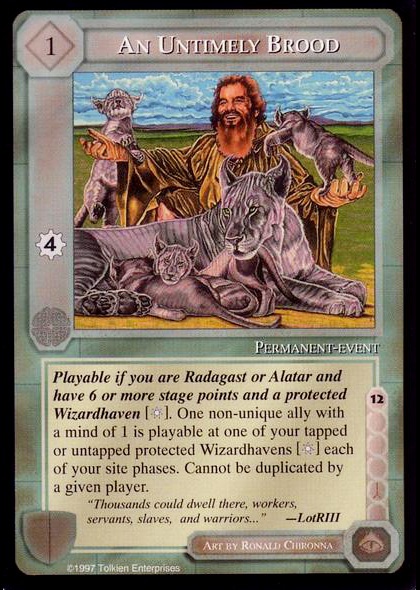 1
AN UNTIMELY BROOD
4
PERMANENT-EVENT
Playable if you are Radagast or Alatar and
have 6 or more stage points and a protected
Wizardhaven [ ]. One non-unique ally with
a mind of 1 is playable at one of your tapped
or untapped protected Wizardhavens [ ] each
of your site phases. Cannot be duplicated by
a given player.
12
"Thousands could dwell there, workers,
servants, slaves, and warriors..." —LotRIII
ART BY RONALD CHIRONNA
©1997 Tolkien Enterprises